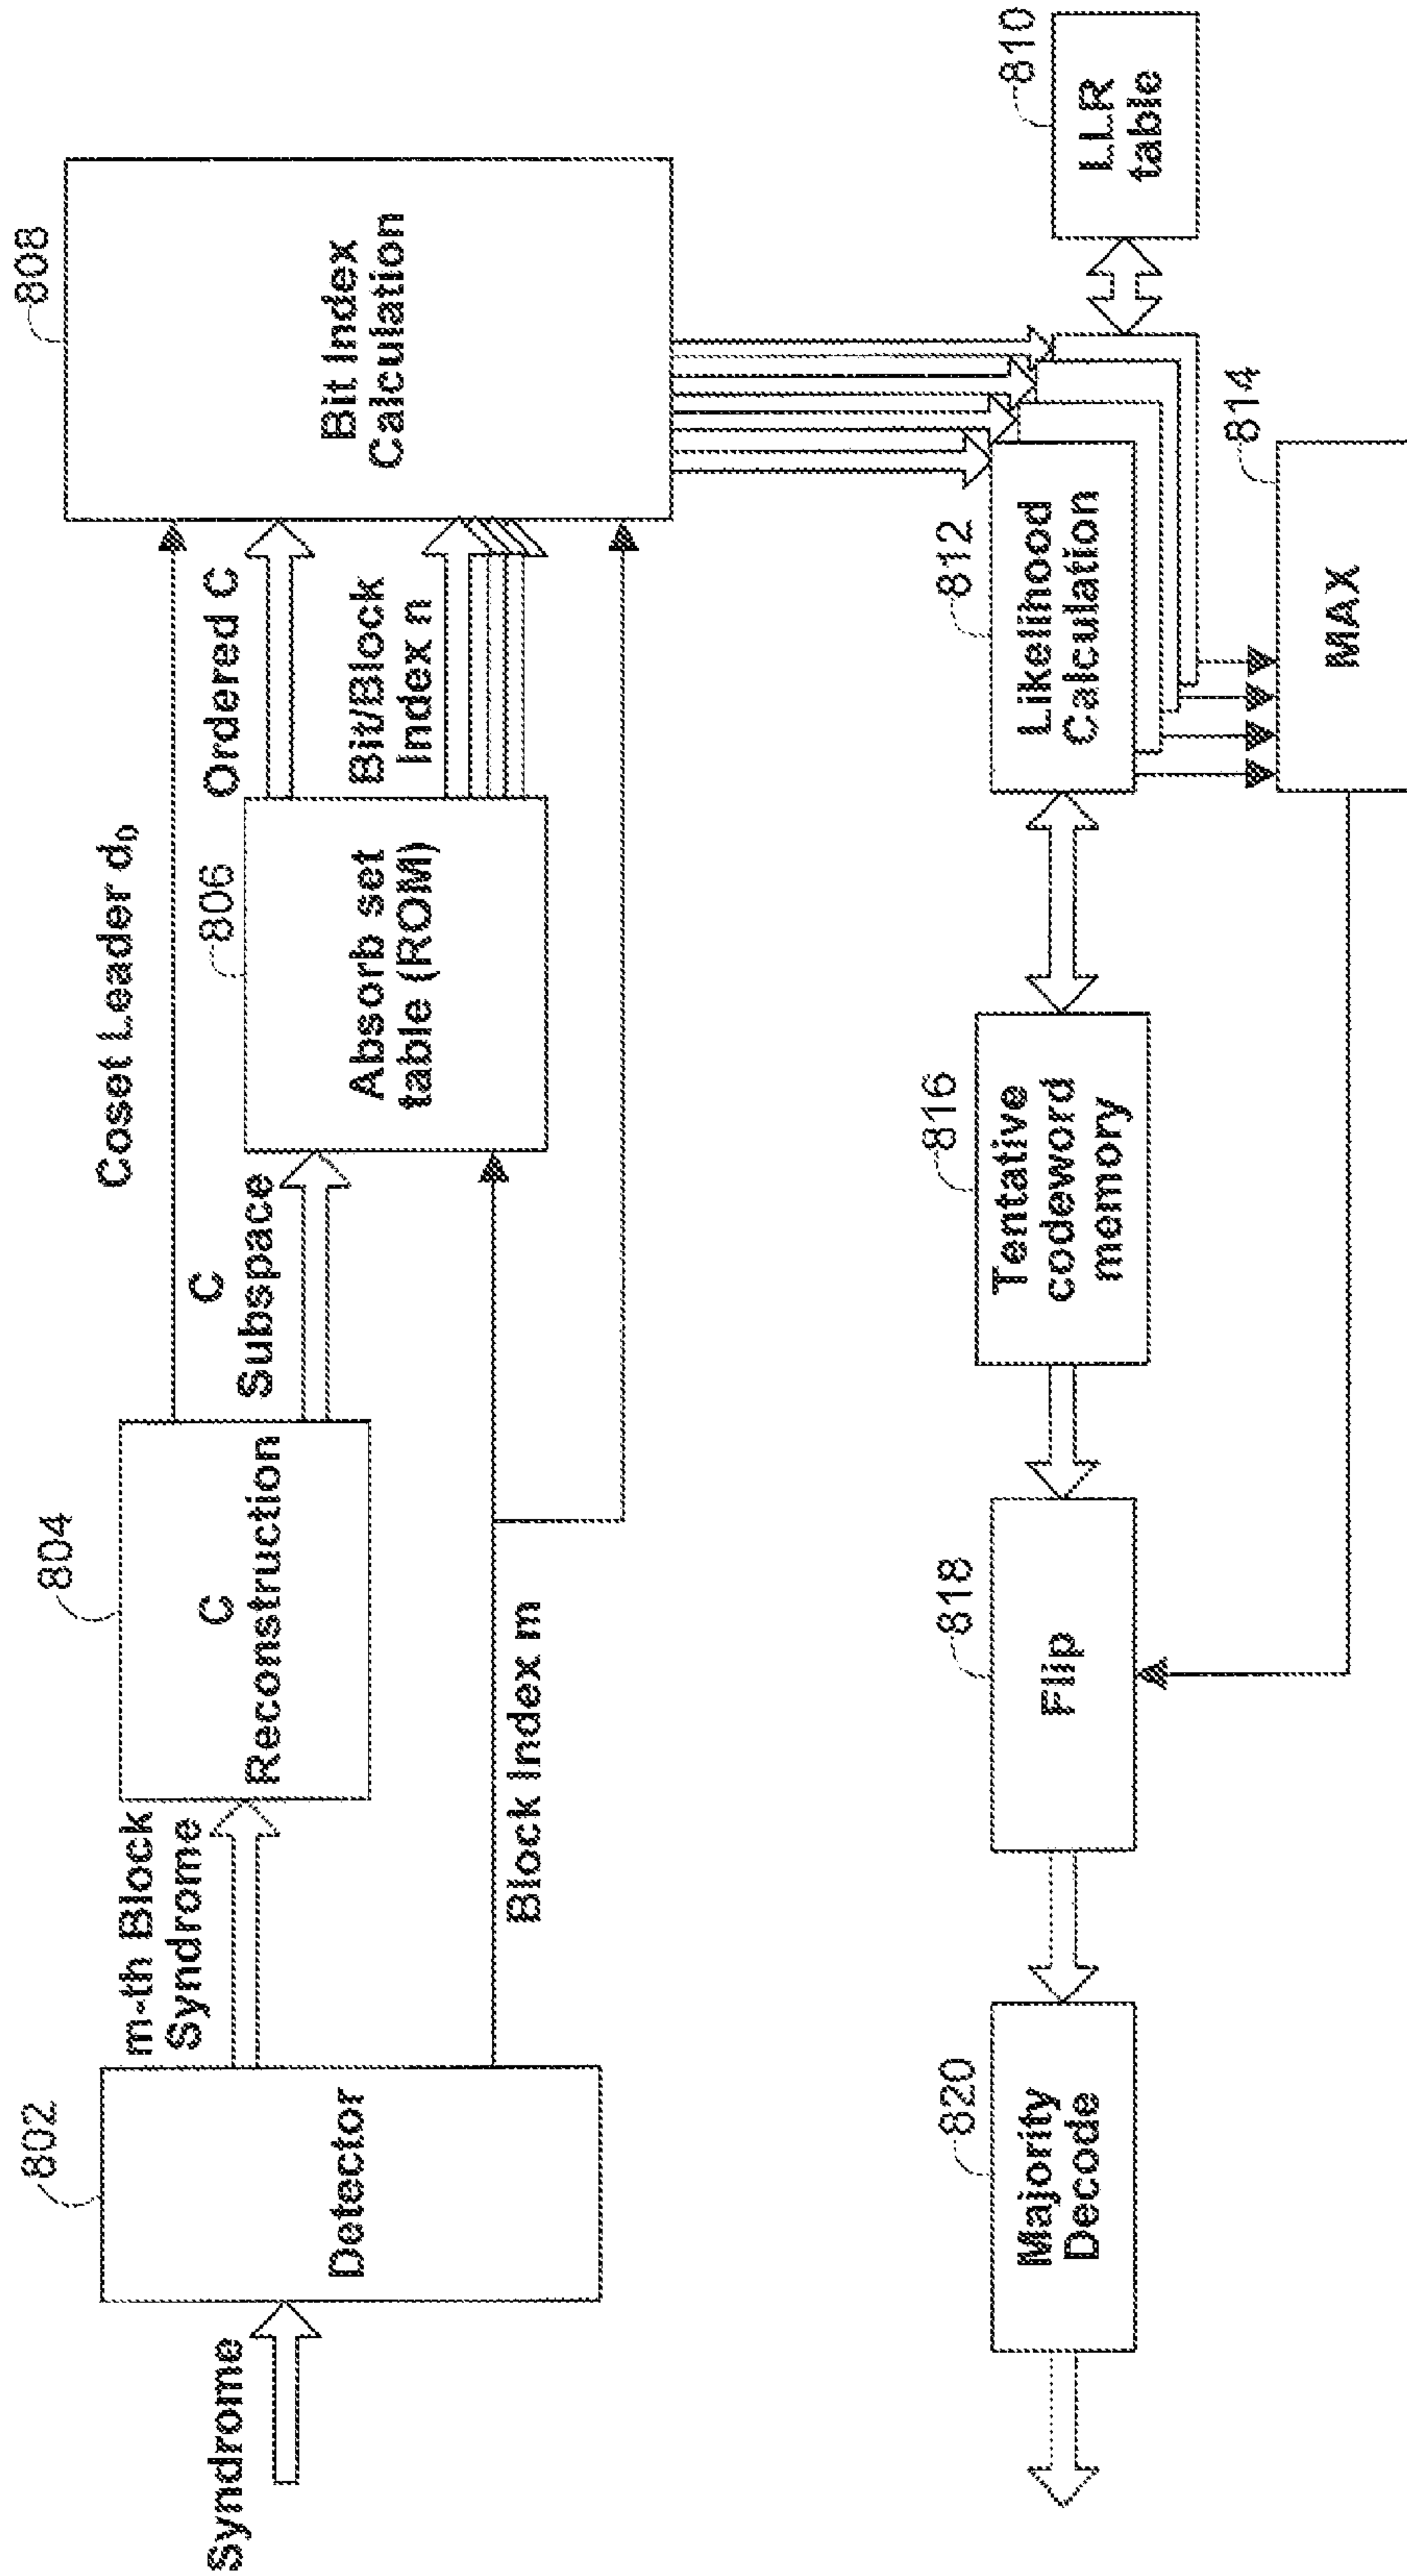 Syndrome
802
Detector
m-th Block
Syndrome
Block Index m
804
C
Reconstruction
Coset Leader d₀
C
Subspace
806
Absorb set
table (ROM)
Ordered C
Bit/Block
Index n
808
Bit Index
Calculation
820
Majority
Decode
818
Flip
816
Tentative
codeword
memory
812
Likelihood
Calculation
814
MAX
810
LLR
table